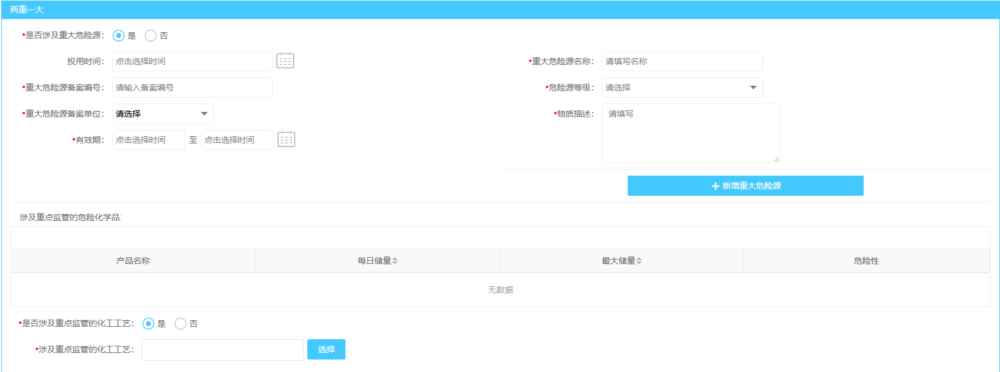 两重一大
*是否涉及重大危险源： 是 否
投用时间： 点击选择时间 *重大危险源名称： 请填写名称
*重大危险源备案编号： 请输入备案编号 *危险源等级： 请选择
*重大危险源备案单位： 请选择 *物质描述： 请填写
*有效期： 点击选择时间 至 点击选择时间
新增重大危险源
涉及重点监管的危险化学品:
产品名称 每日储量 最大储量 危险性
无数据
*是否涉及重点监管的化工工艺： 是 否
*涉及重点监管的化工工艺： 选择